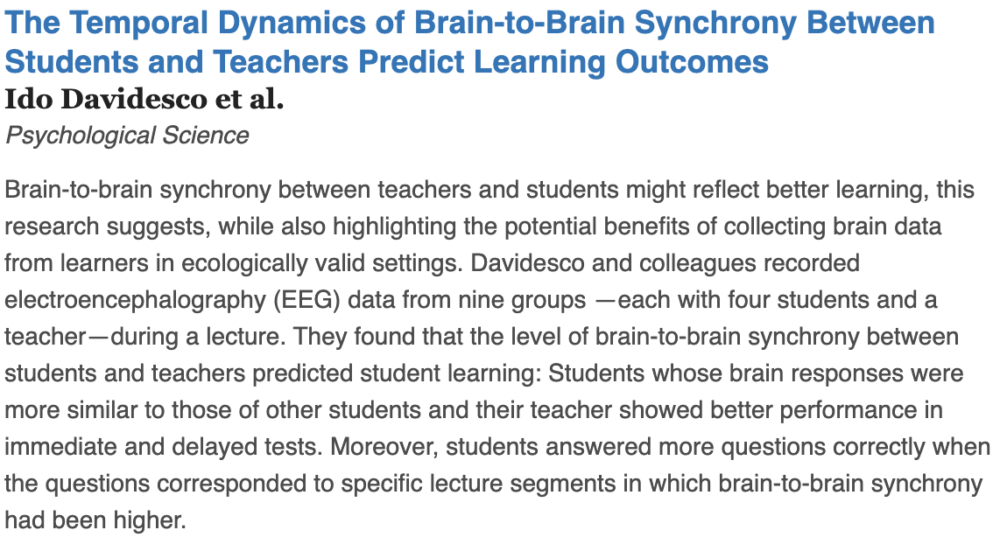 The Temporal Dynamics of Brain-to-Brain Synchrony Between
Students and Teachers Predict Learning Outcomes
Ido Davidesco et al.
Psychological Science
Brain-to-brain synchrony between teachers and students might reflect better learning, this
research suggests, while also highlighting the potential benefits of collecting brain data
from learners in ecologically valid settings. Davidesco and colleagues recorded
electroencephalography (EEG) data from nine groups —each with four students and a
teacher—during a lecture. They found that the level of brain-to-brain synchrony between
students and teachers predicted student learning: Students whose brain responses were
more similar to those of other students and their teacher showed better performance in
immediate and delayed tests. Moreover, students answered more questions correctly when
the questions corresponded to specific lecture segments in which brain-to-brain synchrony
had been higher.